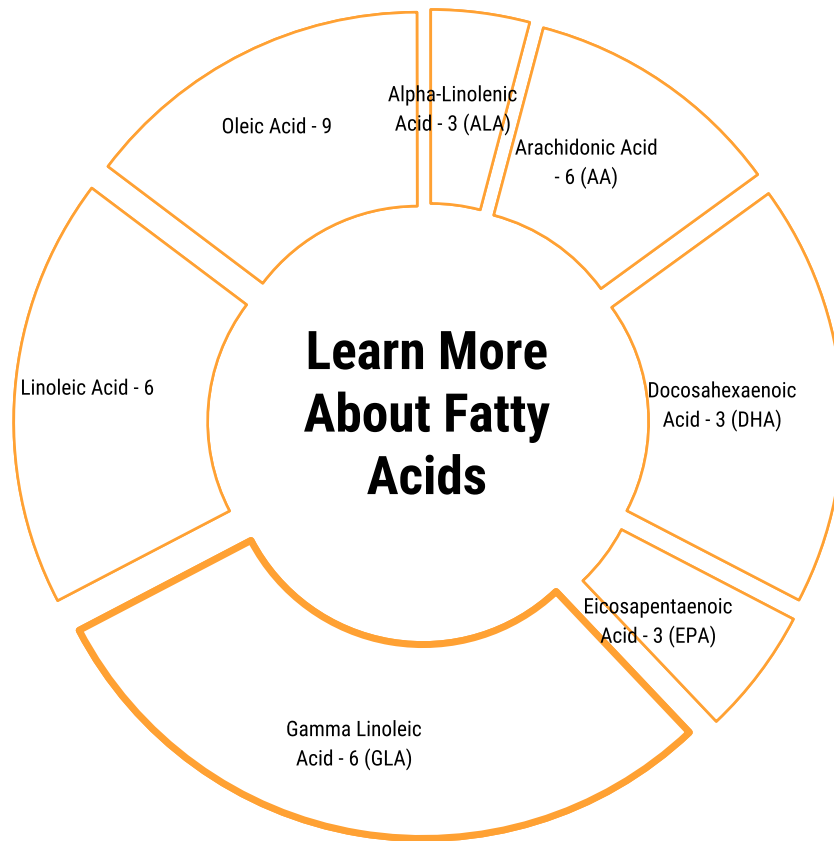 Learn More
About Fatty
Acids
Alpha-Linolenic
Acid - 3 (ALA)
Arachidonic Acid
- 6 (AA)
Docosahexaenoic
Acid - 3 (DHA)
Eicosapentaenoic
Acid - 3 (EPA)
Gamma Linoleic
Acid - 6 (GLA)
Linoleic Acid - 6
Oleic Acid - 9